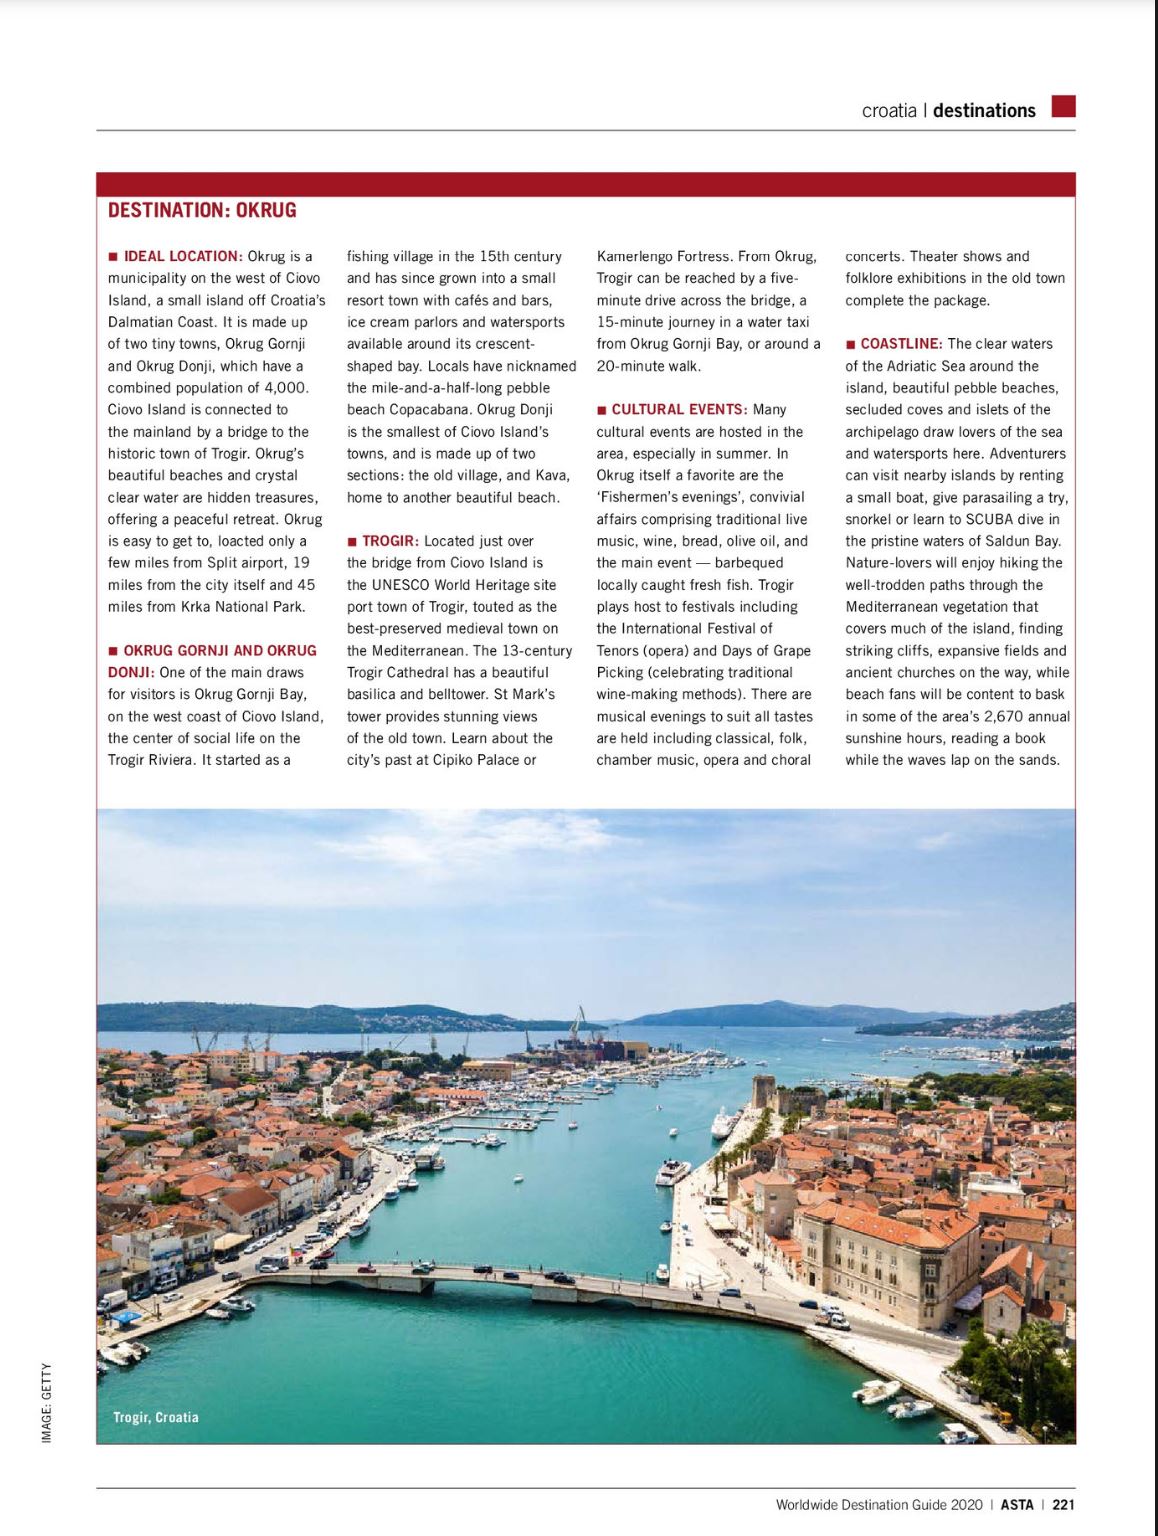 croatia | destinations
DESTINATION: OKRUG
■ IDEAL LOCATION: Okrug is a
municipality on the west of Ciovo
Island, a small island off Croatia's
Dalmatian Coast. It is made up
of two tiny towns, Okrug Gornji
and Okrug Donji, which have a
combined population of 4,000.
Ciovo Island is connected to
the mainland by a bridge to the
historic town of Trogir. Okrug's
beautiful beaches and crystal
clear water are hidden treasures,
offering a peaceful retreat. Okrug
is easy to get to, loacted only a
few miles from Split airport, 19
miles from the city itself and 45
miles from Krka National Park.
■ OKRUG GORNJI AND OKRUG
DONJI: One of the main draws
for visitors is Okrug Gornji Bay,
on the west coast of Ciovo Island,
the center of social life on the
Trogir Riviera. It started as a
fishing village in the 15th century
and has since grown into a small
resort town with cafés and bars,
ice cream parlors and watersports
available around its crescent-
shaped bay. Locals have nicknamed
the mile-and-a-half-long pebble
beach Copacabana. Okrug Donji
is the smallest of Ciovo Island's
towns, and is made up of two
sections: the old village, and Kava,
home to another beautiful beach.
■ TROGIR: Located just over
the bridge from Ciovo Island is
the UNESCO World Heritage site
port town of Trogir, touted as the
best-preserved medieval town on
the Mediterranean. The 13-century
Trogir Cathedral has a beautiful
basilica and belltower. St Mark's
tower provides stunning views
of the old town. Learn about the
city's past at Cipiko Palace or
Kamerlengo Fortress. From Okrug,
Trogir can be reached by a five-
minute drive across the bridge, a
15-minute journey in a water taxi
from Okrug Gornji Bay, or around a
20-minute walk.
■ CULTURAL EVENTS: Many
cultural events are hosted in the
area, especially in summer. In
Okrug itself a favorite are the
'Fishermen's evenings', convivial
affairs comprising traditional live
music, wine, bread, olive oil, and
the main event — barbequed
locally caught fresh fish. Trogir
plays host to festivals including
the International Festival of
Tenors (opera) and Days of Grape
Picking (celebrating traditional
wine-making methods). There are
musical evenings to suit all tastes
are held including classical, folk,
chamber music, opera and choral
concerts. Theater shows and
folklore exhibitions in the old town
complete the package.
■ COASTLINE: The clear waters
of the Adriatic Sea around the
island, beautiful pebble beaches,
secluded coves and islets of the
archipelago draw lovers of the sea
and watersports here. Adventurers
can visit nearby islands by renting
a small boat, give parasailing a try,
snorkel or learn to SCUBA dive in
the pristine waters of Saldun Bay.
Nature-lovers will enjoy hiking the
well-trodden paths through the
Mediterranean vegetation that
covers much of the island, finding
striking cliffs, expansive fields and
ancient churches on the way, while
beach fans will be content to bask
in some of the area's 2,670 annual
sunshine hours, reading a book
while the waves lap on the sands.
Trogir, Croatia
IMAGE: GETTY
Worldwide Destination Guide 2020 | ASTA | 221